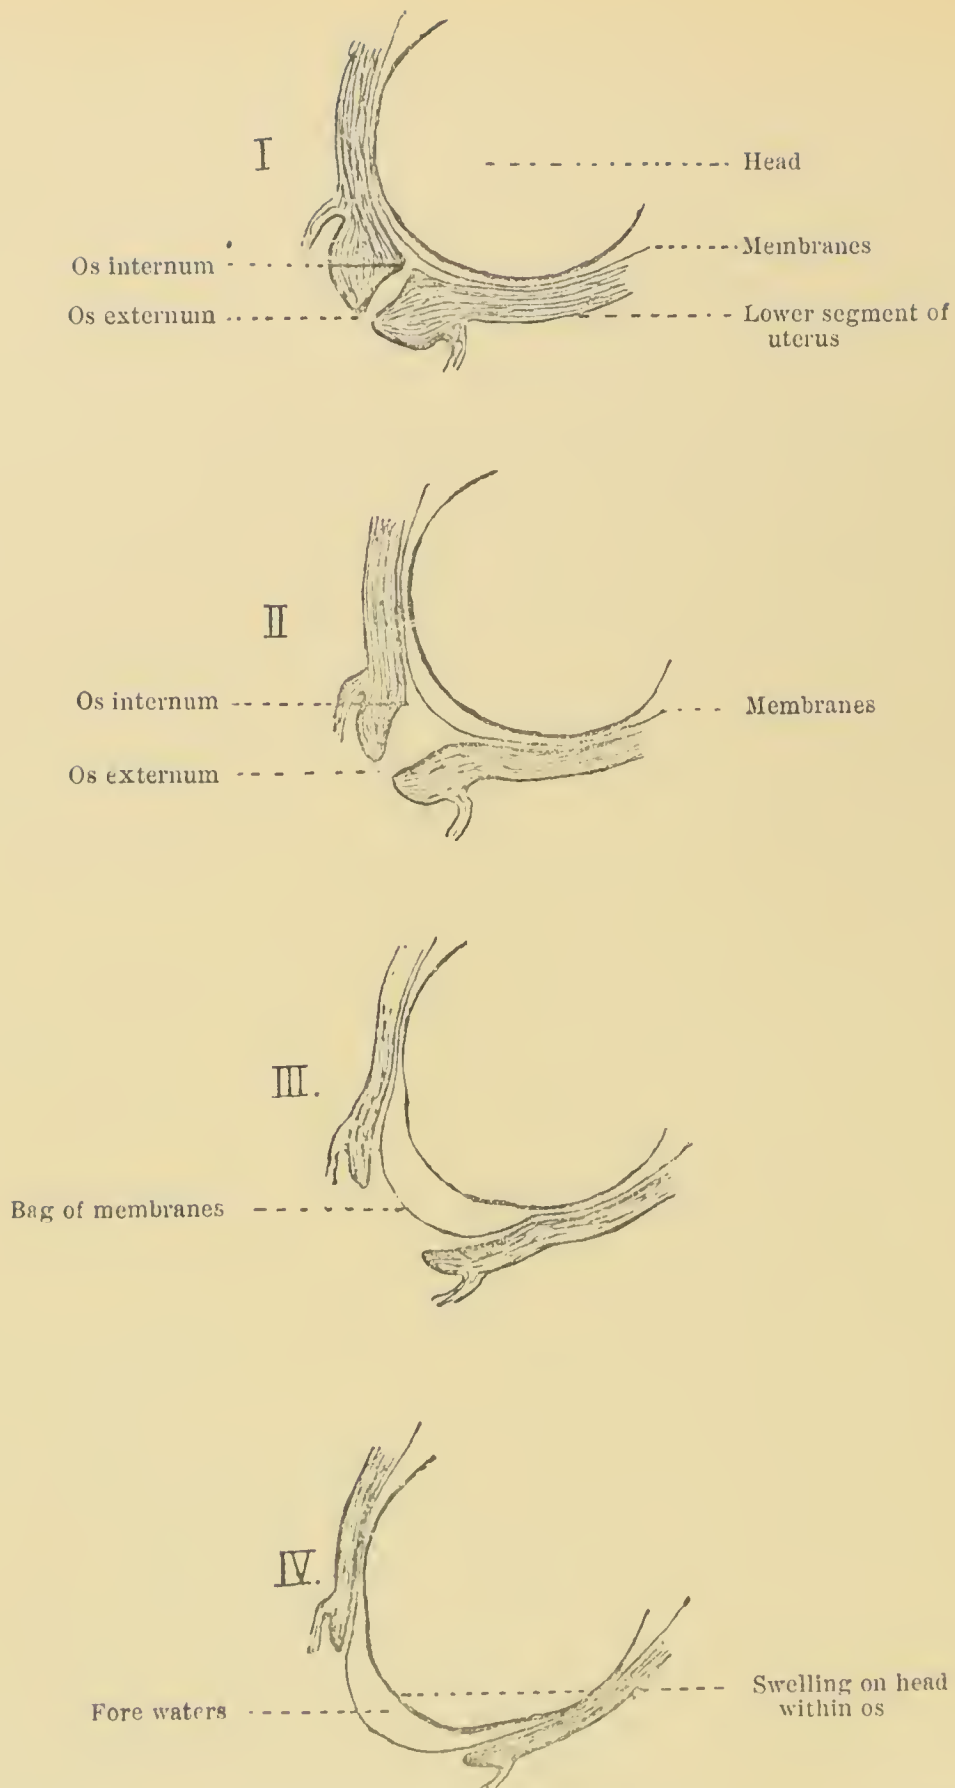 I
Head
Membranes
Os internum
Os externum
Lower segment of
uterus
II
Os internum
Membranes
Os externum
III.
Bag of membranes
IV.
Swelling on head
within os
Fore waters